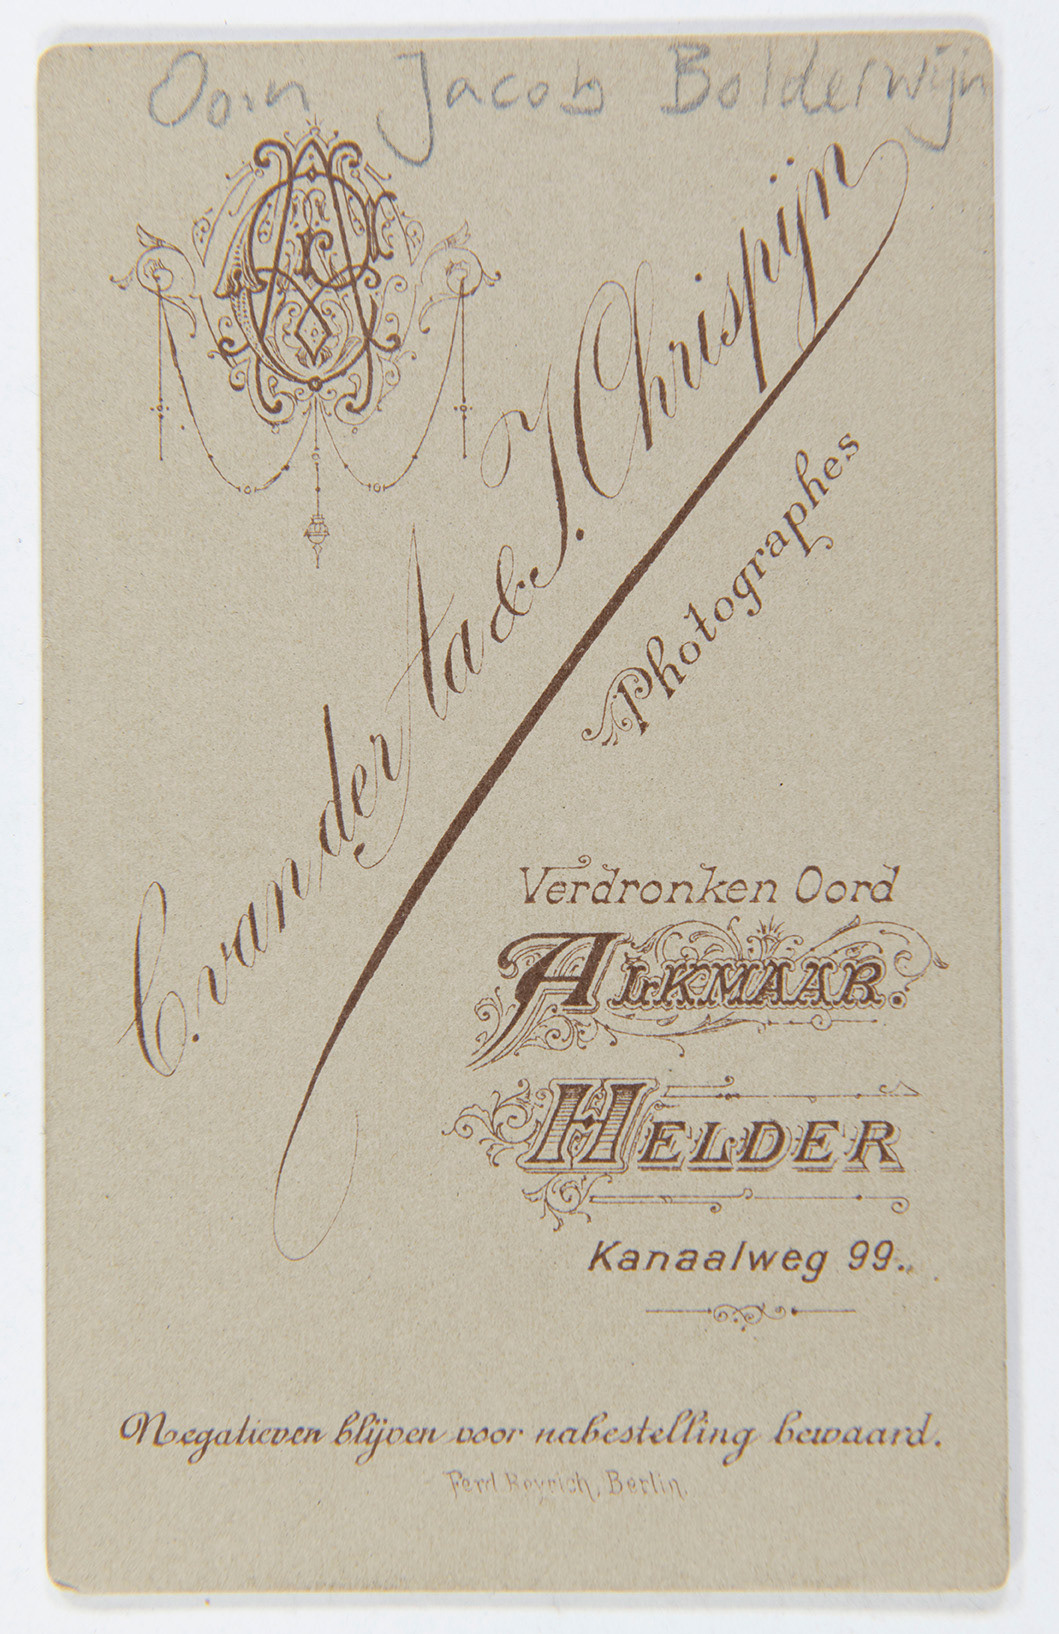 Oom Jacob Bolderwijn
C. van der Aa & J. Chrispijn
Photographes
Verdronken Oord
ALKMAAR.
HELDER
Kanaalweg 99.
Negatieven blijven voor nabestelling bewaard.
Ferd. Beyrich, Berlin.